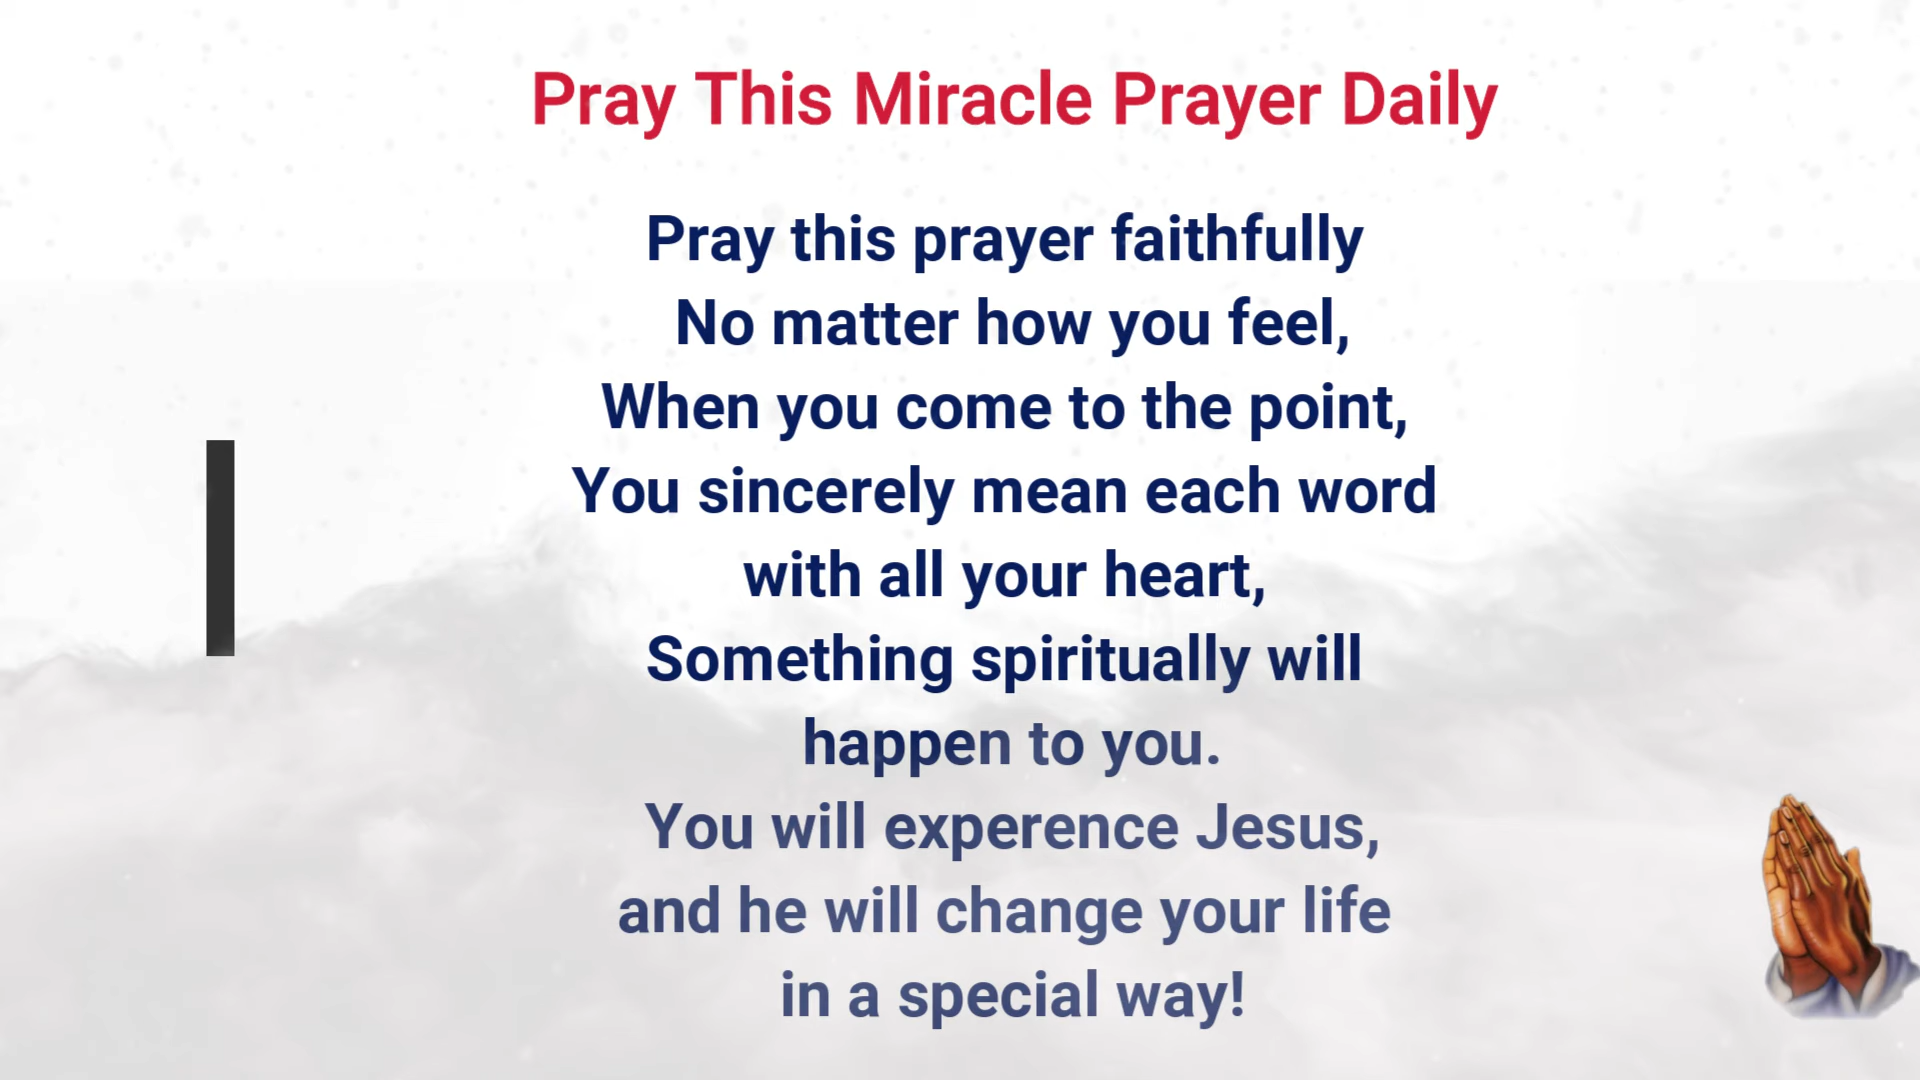 Pray This Miracle Prayer Daily
Pray this prayer faithfully
No matter how you feel,
When you come to the point,
You sincerely mean each word
with all your heart,
Something spiritually will
happen to you.
You will experence Jesus,
and he will change your life
in a special way!